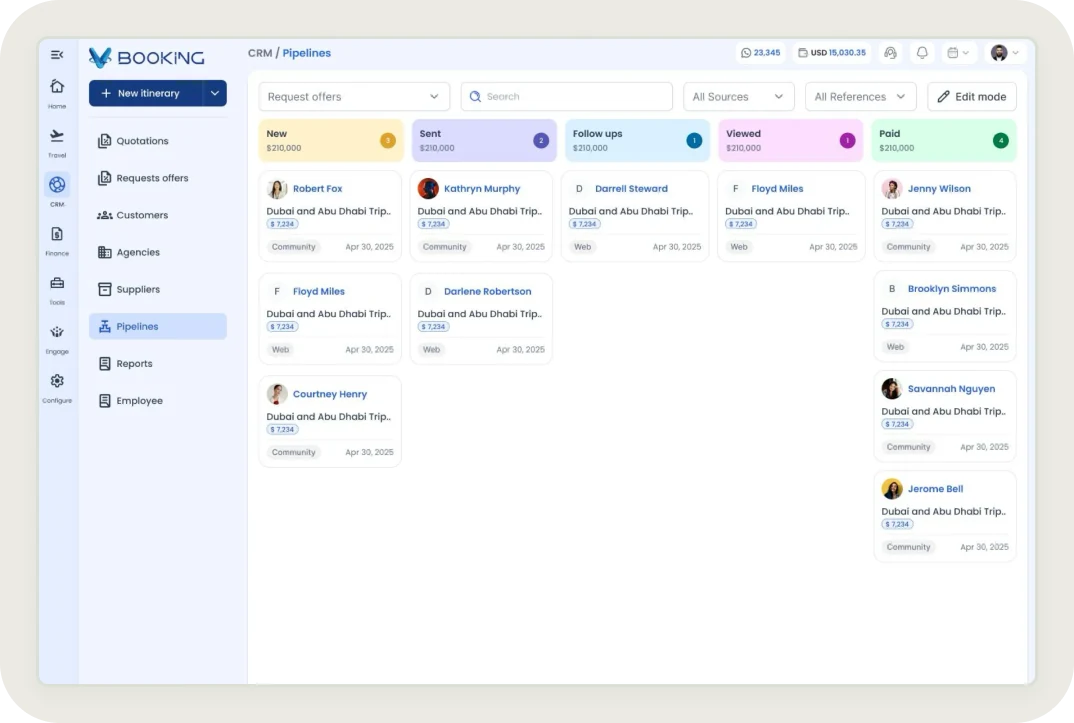 BOOKING
CRM / Pipelines
23,345
USD 15,030.35
Home
Travel
CRM
Finance
Tools
Engage
Configure
New itinerary
Quotations
Requests offers
Customers
Agencies
Suppliers
Pipelines
Reports
Employee
Request offers
Search
All Sources
All References
Edit mode
New
$210,000
3
Sent
$210,000
2
Follow ups
$210,000
1
Viewed
$210,000
1
Paid
$210,000
4
Robert Fox
Dubai and Abu Dhabi Trip..
$ 7,234
Community Apr 30, 2025
Floyd Miles
F
Dubai and Abu Dhabi Trip..
$ 7,234
Web Apr 30, 2025
Courtney Henry
Dubai and Abu Dhabi Trip..
$ 7,234
Community Apr 30, 2025
Kathryn Murphy
Dubai and Abu Dhabi Trip..
$ 7,234
Community Apr 30, 2025
D Darlene Robertson
Dubai and Abu Dhabi Trip..
$ 7,234
Web Apr 30, 2025
D Darrell Steward
Dubai and Abu Dhabi Trip..
$ 7,234
Web Apr 30, 2025
F Floyd Miles
Dubai and Abu Dhabi Trip..
$ 7,234
Web Apr 30, 2025
Jenny Wilson
Dubai and Abu Dhabi Trip..
$ 7,234
Community Apr 30, 2025
B Brooklyn Simmons
Dubai and Abu Dhabi Trip..
$ 7,234
Web Apr 30, 2025
Savannah Nguyen
Dubai and Abu Dhabi Trip..
$ 7,234
Community Apr 30, 2025
Jerome Bell
Dubai and Abu Dhabi Trip..
$ 7,234
Community Apr 30, 2025